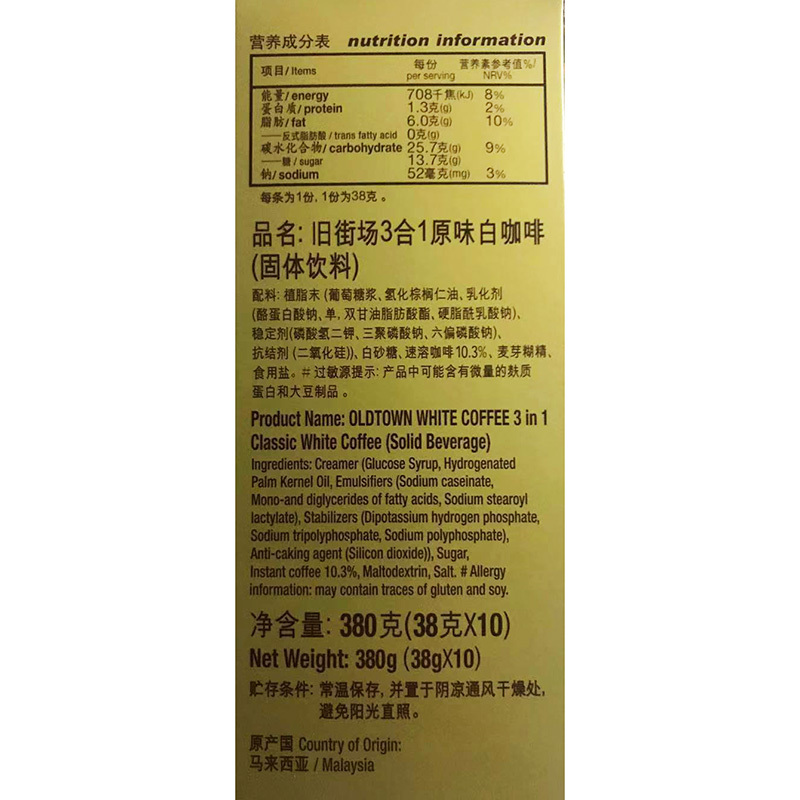 营养成分表 nutrition information
项目/Items 每份 per serving 营养素参考值%/ NRV%
能量/energy 708千焦(kJ) 8%
蛋白质/protein 1.3克(g) 2%
脂肪/fat 6.0克(g) 10%
——反式脂肪酸/trans fatty acid 0克(g)
碳水化合物/carbohydrate 25.7克(g) 9%
——糖/sugar 13.7克(g)
钠/sodium 52毫克(mg) 3%
每条为1份, 1份为38克。
品名: 旧街场3合1原味白咖啡
(固体饮料)
配料: 植脂末 (葡萄糖浆、氢化棕榈仁油、乳化剂
(酪蛋白酸钠、单, 双甘油脂肪酸酯、硬脂酰乳酸钠)、
稳定剂(磷酸氢二钾、三聚磷酸钠、六偏磷酸钠)、
抗结剂 (二氧化硅))、白砂糖、速溶咖啡10.3%、麦芽糊精、
食用盐。#过敏源提示: 产品中可能含有微量的麸质
蛋白和大豆制品。
Product Name: OLDTOWN WHITE COFFEE 3 in 1
Classic White Coffee (Solid Beverage)
Ingredients: Creamer (Glucose Syrup, Hydrogenated
Palm Kernel Oil, Emulsifiers (Sodium caseinate,
Mono-and diglycerides of fatty acids, Sodium stearoyl
lactylate), Stabilizers (Dipotassium hydrogen phosphate,
Sodium tripolyphosphate, Sodium polyphosphate),
Anti-caking agent (Silicon dioxide)), Sugar,
Instant coffee 10.3%, Maltodextrin, Salt. # Allergy
information: may contain traces of gluten and soy.
净含量: 380克(38克X10)
Net Weight: 380g (38gX10)
贮存条件: 常温保存, 并置于阴凉通风干燥处,
避免阳光直照。
原产国 Country of Origin:
马来西亚 / Malaysia